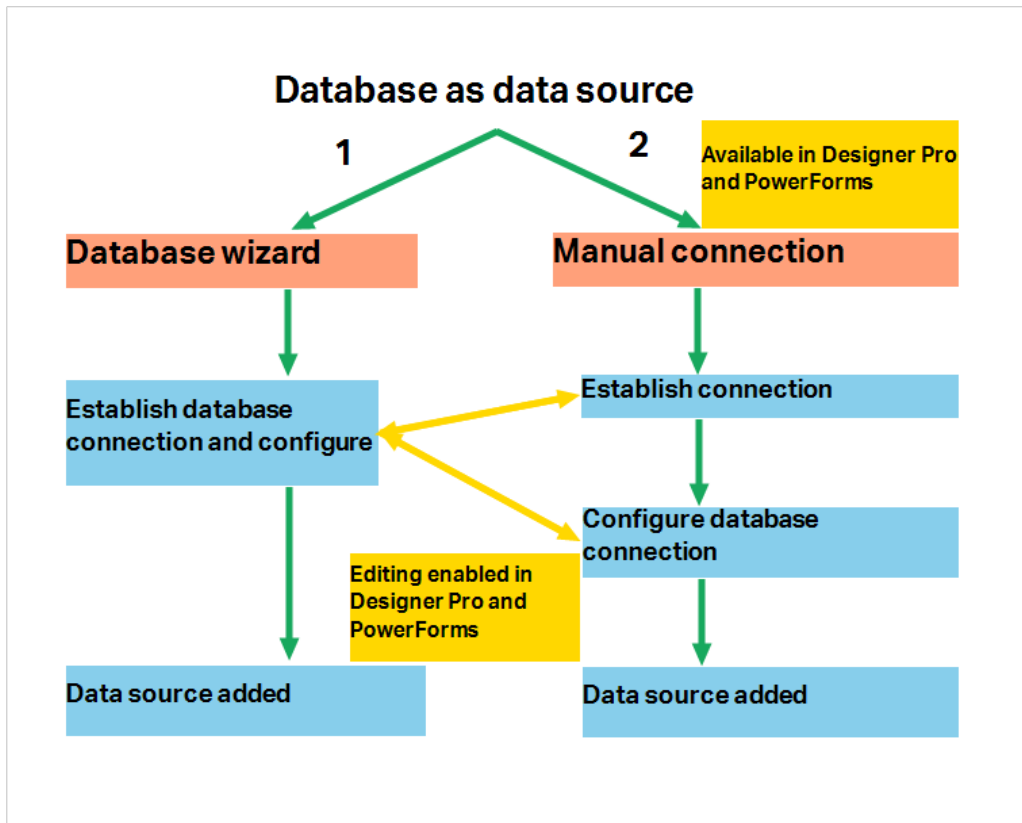 Database as data source
1
2
Available in Designer Pro
and PowerForms
Database wizard
Manual connection
Establish database
connection and configure
Establish connection
Configure database
connection
Editing enabled in
Designer Pro and
PowerForms
Data source added
Data source added